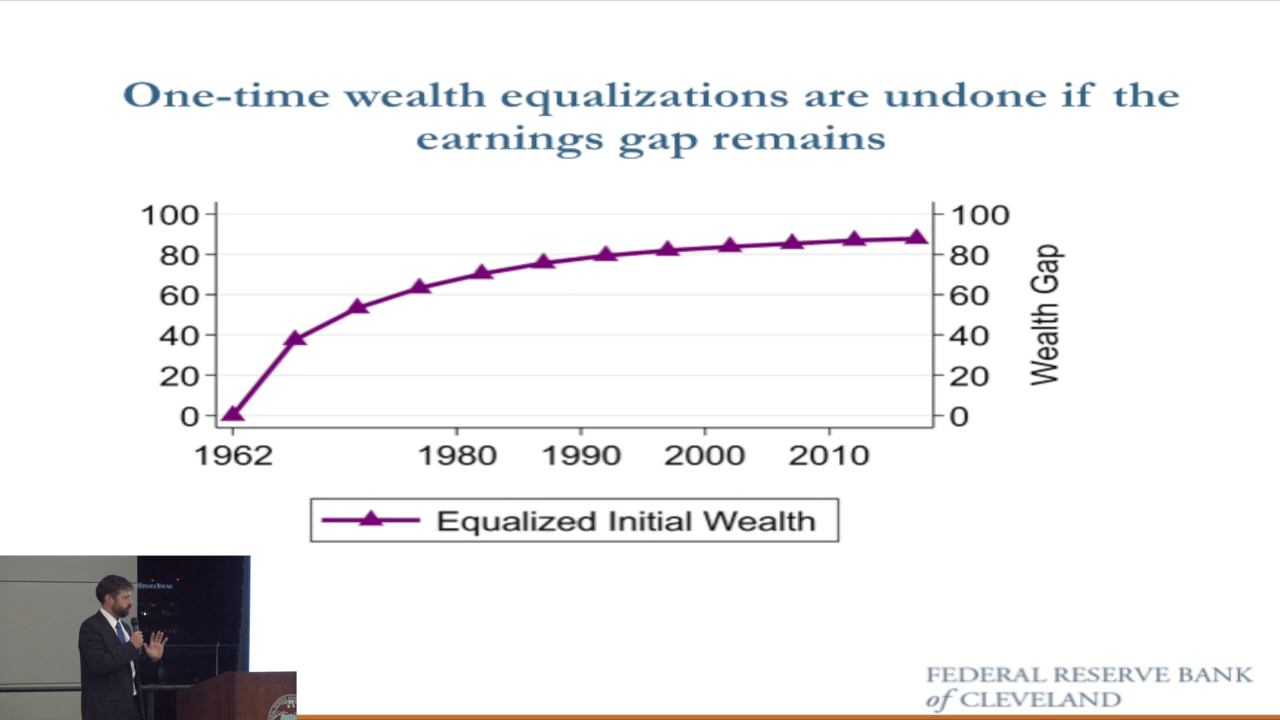 One-time wealth equalizations are undone if the
earnings gap remains
100
80
60
40
20
0
100
80
60
40
20
0
Wealth Gap
1962 1980 1990 2000 2010
Equalized Initial Wealth
FEDERAL RESERVE BANK
of CLEVELAND